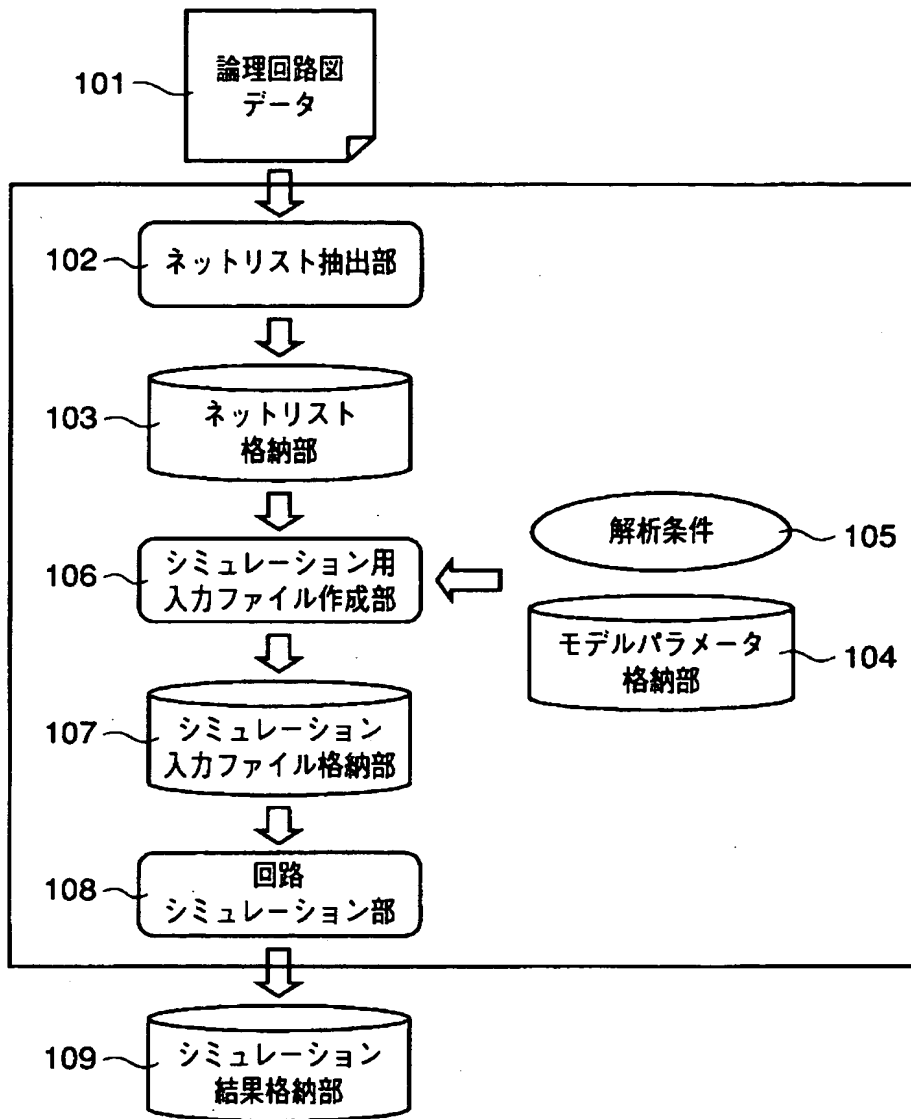 101
論理回路図
データ
102
ネットリスト抽出部
103
ネットリスト
格納部
106
シミュレーション用
入力ファイル作成部
解析条件
105
モデルパラメータ
格納部
104
107
シミュレーション
入力ファイル格納部
108
回路
シミュレーション部
109
シミュレーション
結果格納部